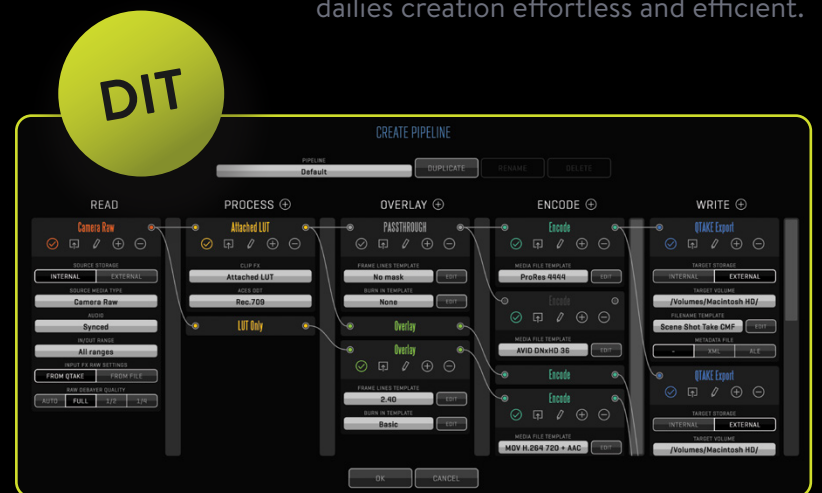 dailies creation effortless and efficient.
DIT
CREATE PIPELINE
PIPELINE
Default
DUPLICATE
RENAME
DELETE
READ
Camera Raw
SOURCE STORAGE
INTERNAL
EXTERNAL
SOURCE MEDIA TYPE
Camera Raw
AUDIO
Synced
IN/OUT RANGE
All ranges
INPUT FX RAW SETTINGS
FROM QTAKE
FROM FILE
RAW DEBAYER QUALITY
AUTO
FULL
1/2
1/4
PROCESS
Attached LUT
CLIP FX
Attached LUT
ACES ODT
Rec.709
LUT Only
OVERLAY
PASSTHROUGH
FRAME LINES TEMPLATE
No mask
EDIT
BURN IN TEMPLATE
None
EDIT
Overlay
Overlay
FRAME LINES TEMPLATE
2.40
EDIT
BURN IN TEMPLATE
Basic
EDIT
ENCODE
Encode
MEDIA FILE TEMPLATE
ProRes 4444
EDIT
Encode
MEDIA FILE TEMPLATE
AVID DNxHD 36
EDIT
Encode
Encode
MEDIA FILE TEMPLATE
MOV H.264 720 + AAC
EDIT
WRITE
QTAKE Export
TARGET STORAGE
INTERNAL
EXTERNAL
TARGET VOLUME
/Volumes/Macintosh HD/
FILENAME TEMPLATE
Scene Shot Take CMF
EDIT
METADATA FILE
-
XML
ALE
QTAKE Export
TARGET STORAGE
INTERNAL
EXTERNAL
TARGET VOLUME
/Volumes/Macintosh HD/
OK
CANCEL